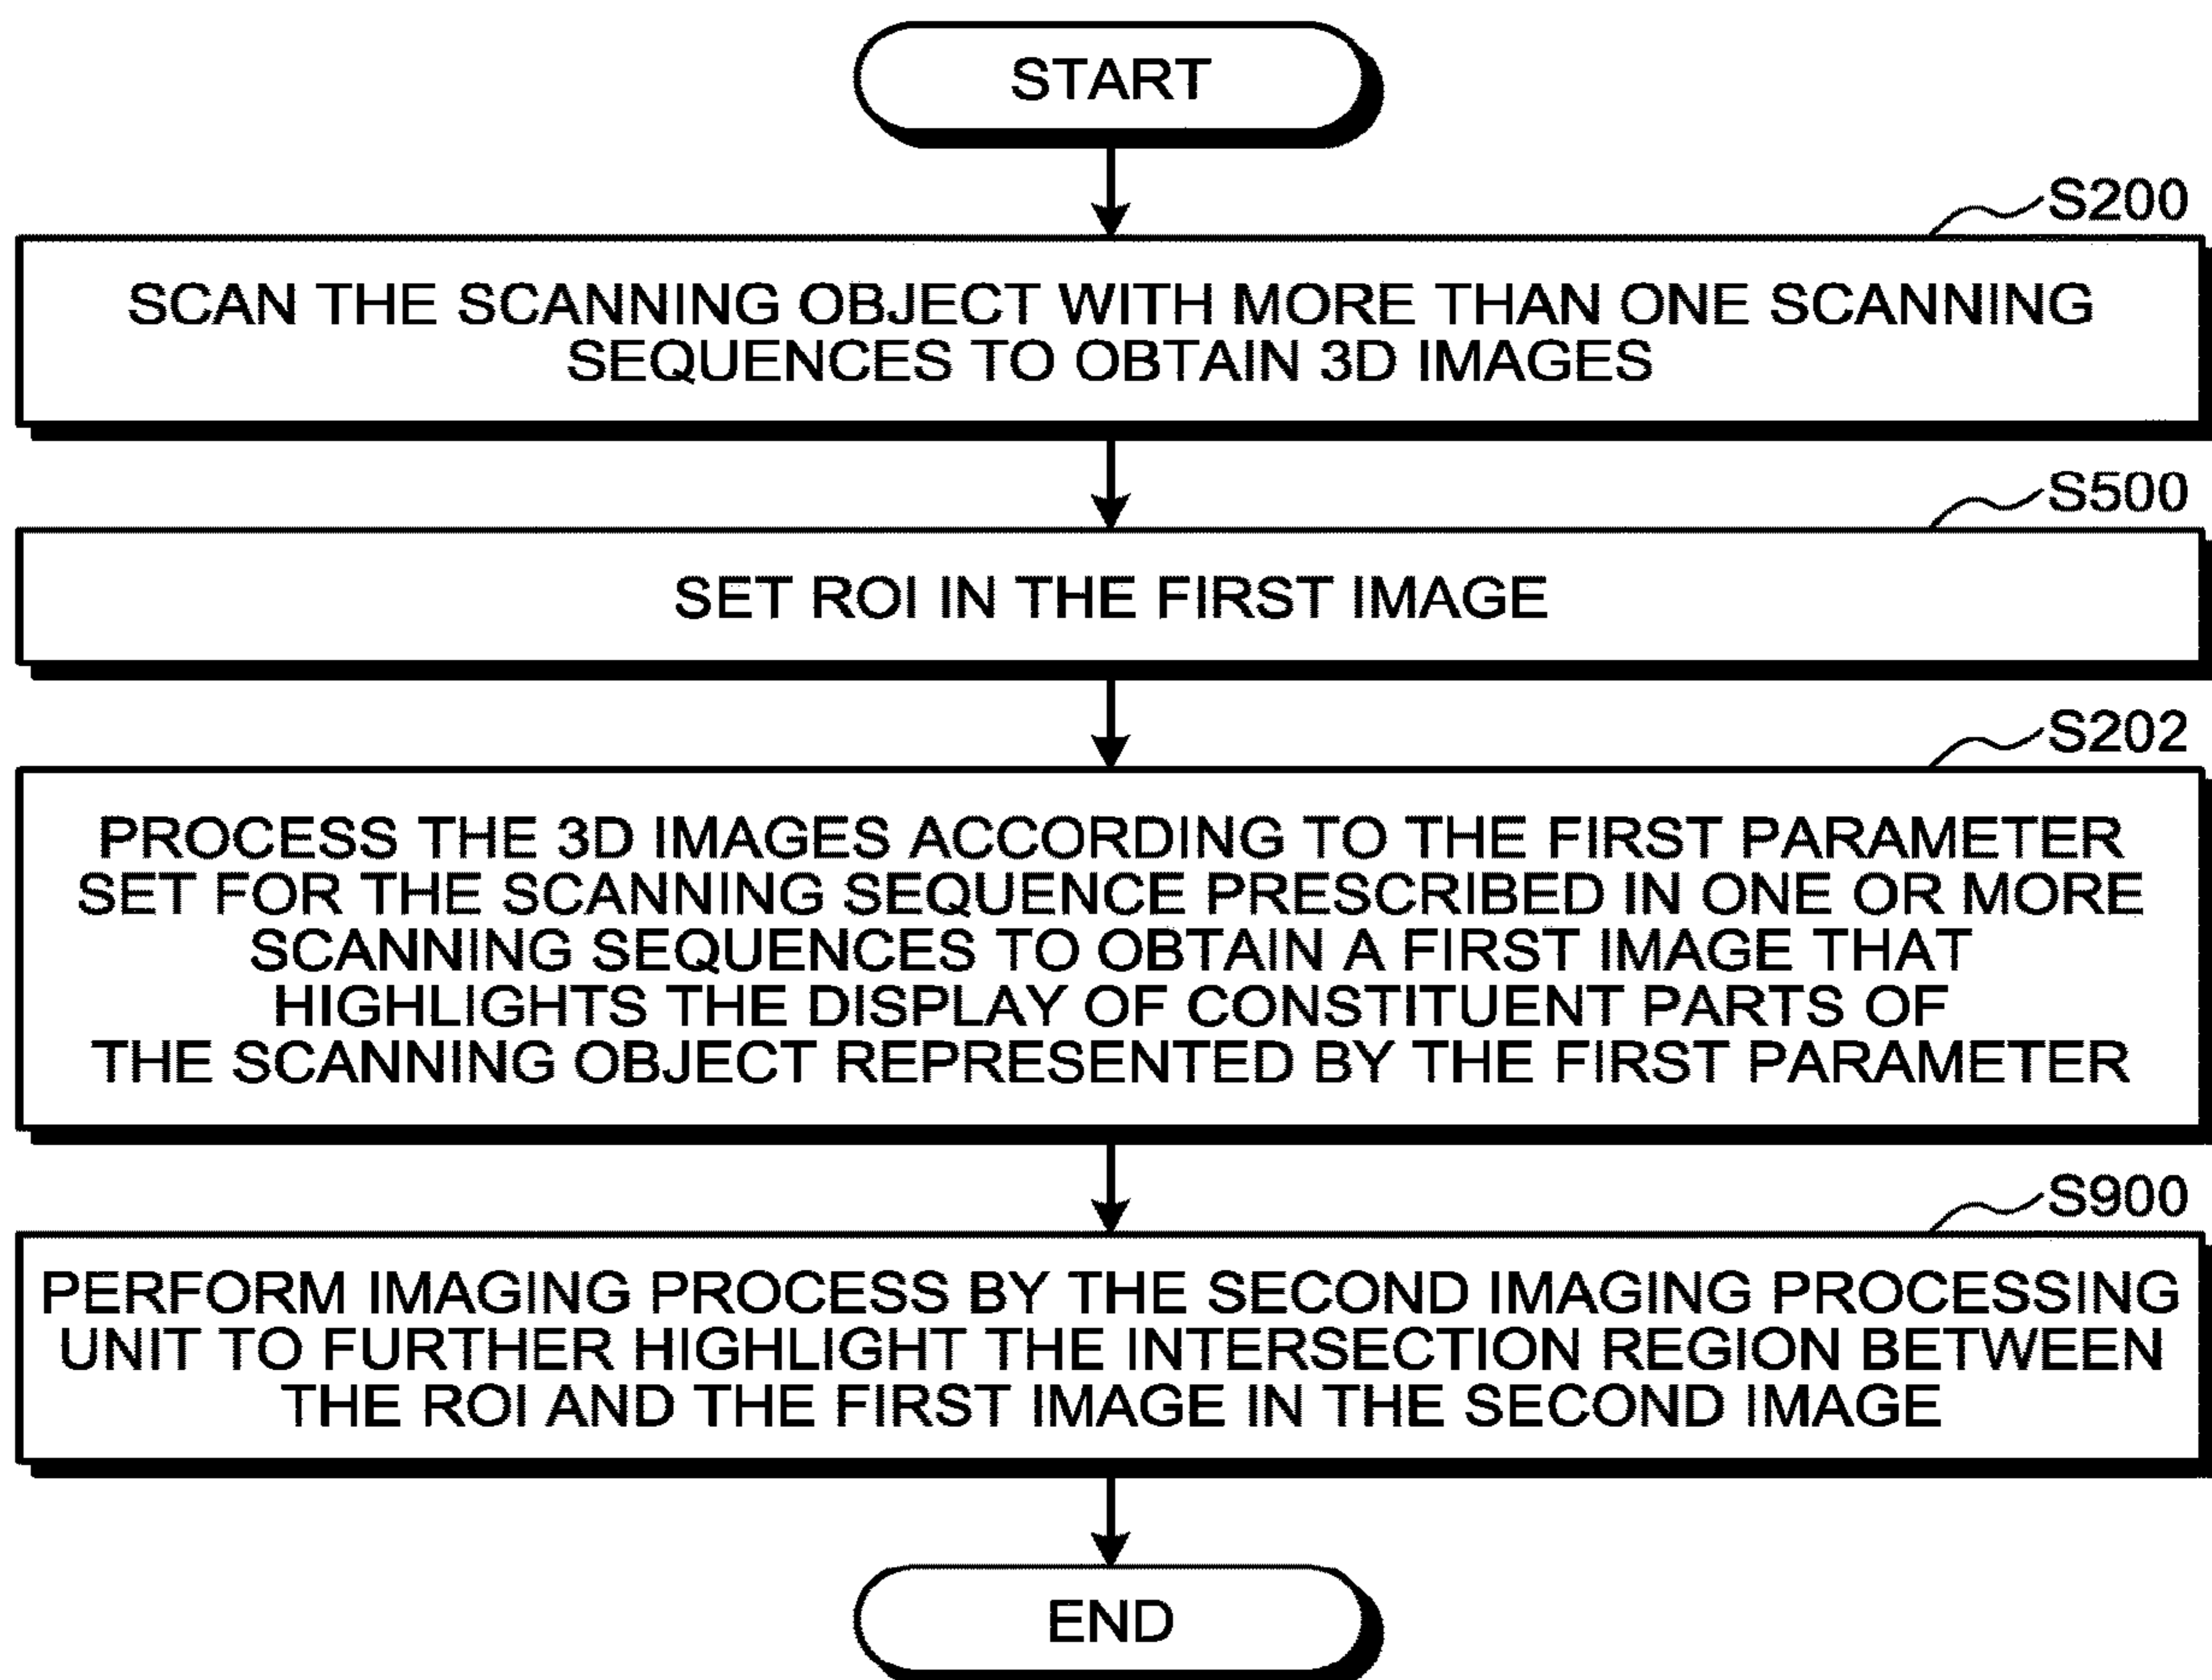 START
S200
SCAN THE SCANNING OBJECT WITH MORE THAN ONE SCANNING
SEQUENCES TO OBTAIN 3D IMAGES
S500
SET ROI IN THE FIRST IMAGE
S202
PROCESS THE 3D IMAGES ACCORDING TO THE FIRST PARAMETER
SET FOR THE SCANNING SEQUENCE PRESCRIBED IN ONE OR MORE
SCANNING SEQUENCES TO OBTAIN A FIRST IMAGE THAT
HIGHLIGHTS THE DISPLAY OF CONSTITUENT PARTS OF
THE SCANNING OBJECT REPRESENTED BY THE FIRST PARAMETER
S900
PERFORM IMAGING PROCESS BY THE SECOND IMAGING PROCESSING
UNIT TO FURTHER HIGHLIGHT THE INTERSECTION REGION BETWEEN
THE ROI AND THE FIRST IMAGE IN THE SECOND IMAGE
END